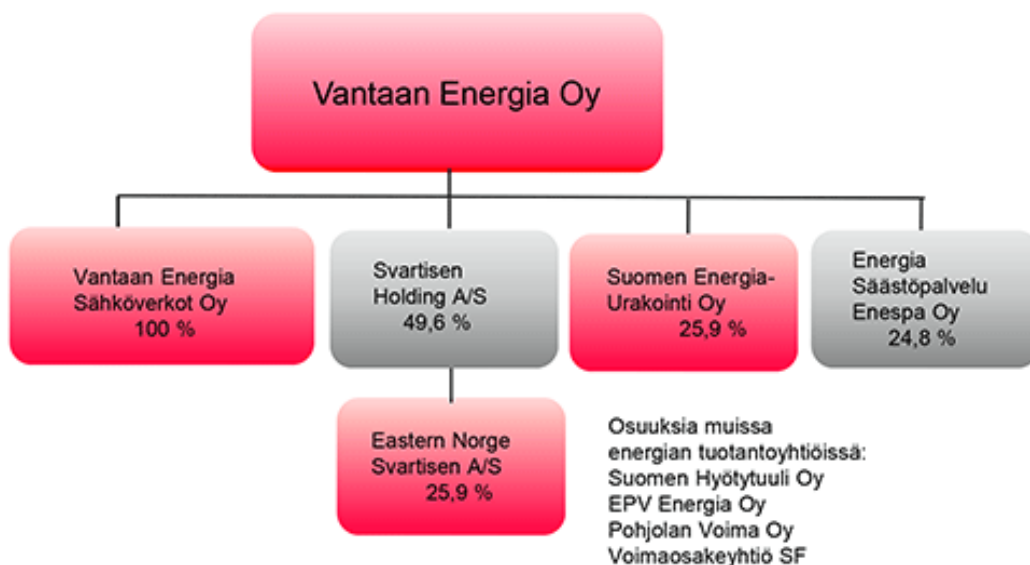 Vantaan Energia Oy
Vantaan Energia
Sähköverkot Oy
100 %
Svartisen
Holding A/S
49,6 %
Suomen Energia-
Urakointi Oy
25,9 %
Energia
Säästöpalvelu
Enespa Oy
24,8 %
Eastern Norge
Svartisen A/S
25,9 %
Osuuksia muissa
energian tuotantoyhtiöissä:
Suomen Hyötytuuli Oy
EPV Energia Oy
Pohjolan Voima Oy
Voimaosakeyhtiö SF